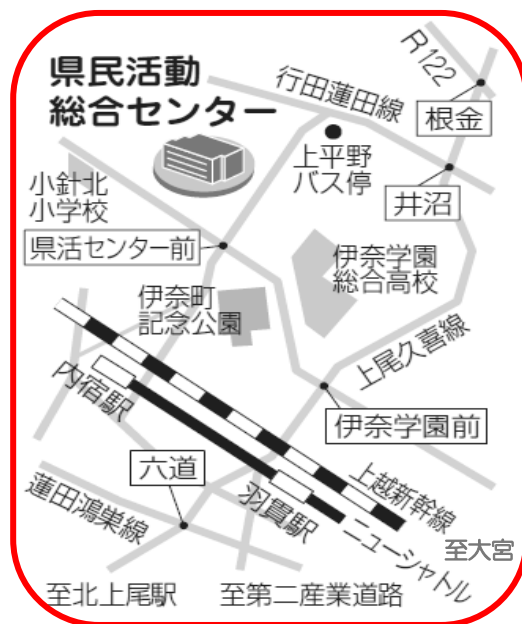 県民活動
総合センター
R122
行田蓮田線
根金
上平野
バス停
井沼
小針北
小学校
県活センター前
伊奈学園
総合高校
伊奈町
記念公園
上尾久喜線
内宿駅
伊奈学園前
六道
羽貫駅
上越新幹線
蓮田鴻巣線
ニューシャトル
至大宮
至北上尾駅
至第二産業道路